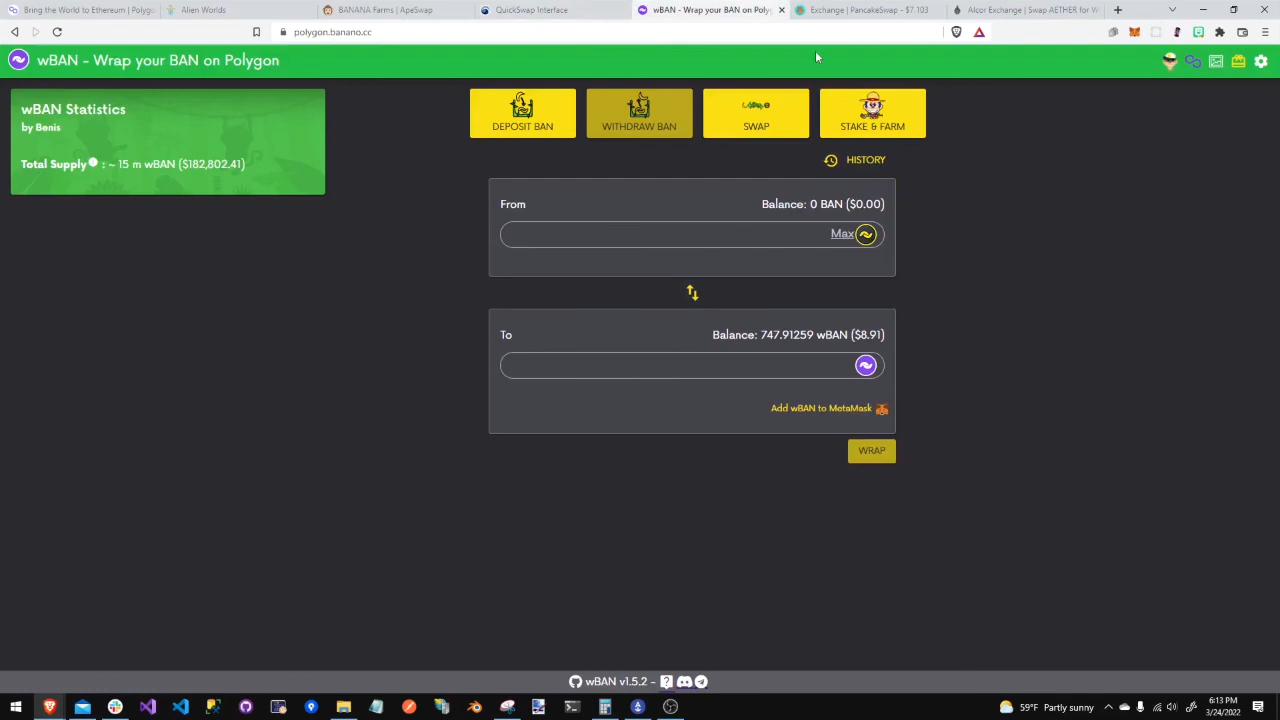 Bring the World to Ethereum | Polygo
Alien Worlds
BANANA Farms | ApeSwap
QuickSwap Interface
wBAN - Wrap your BAN on Polyg
Exchange | PancakeSwap - $7.103
Alcor Exchange | Swap AETHER for W
polygon.banano.cc
wBAN - Wrap your BAN on Polygon
wBAN Statistics
by Benis
Total Supply : ~ 15 m wBAN ($182,802.41)
DEPOSIT BAN
WITHDRAW BAN
SWAP
STAKE & FARM
HISTORY
From
Balance: 0 BAN ($0.00)
Max
To
Balance: 747.91259 wBAN ($8.91)
Add wBAN to MetaMask
WRAP
wBAN v1.5.2 -
59°F Partly sunny
6:13 PM
3/24/2022